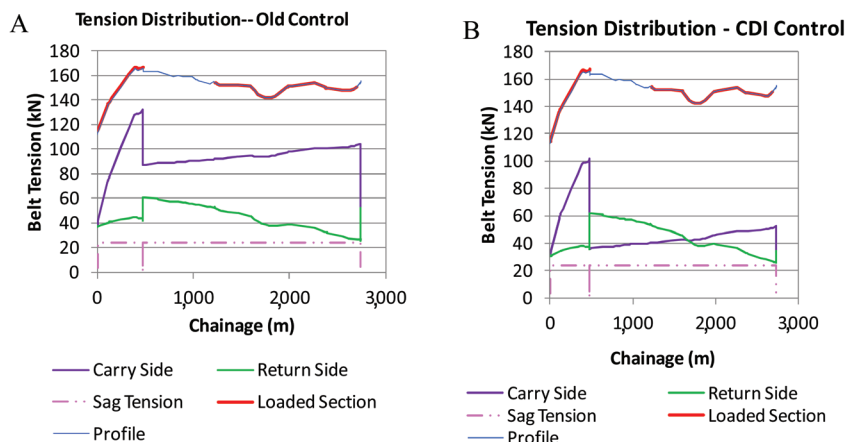 A
Tension Distribution-- Old Control
180
160
140
120
100
80
60
40
20
0
Belt Tension (kN)
0 1,000 2,000 3,000
Chainage (m)
Carry Side Return Side
Sag Tension Loaded Section
Profile
B
Tension Distribution - CDI Control
180
160
140
120
100
80
60
40
20
0
Belt Tension (kN)
0 1,000 2,000 3,000
Chainage (m)
Carry Side Return Side
Sag Tension Loaded Section
Profile